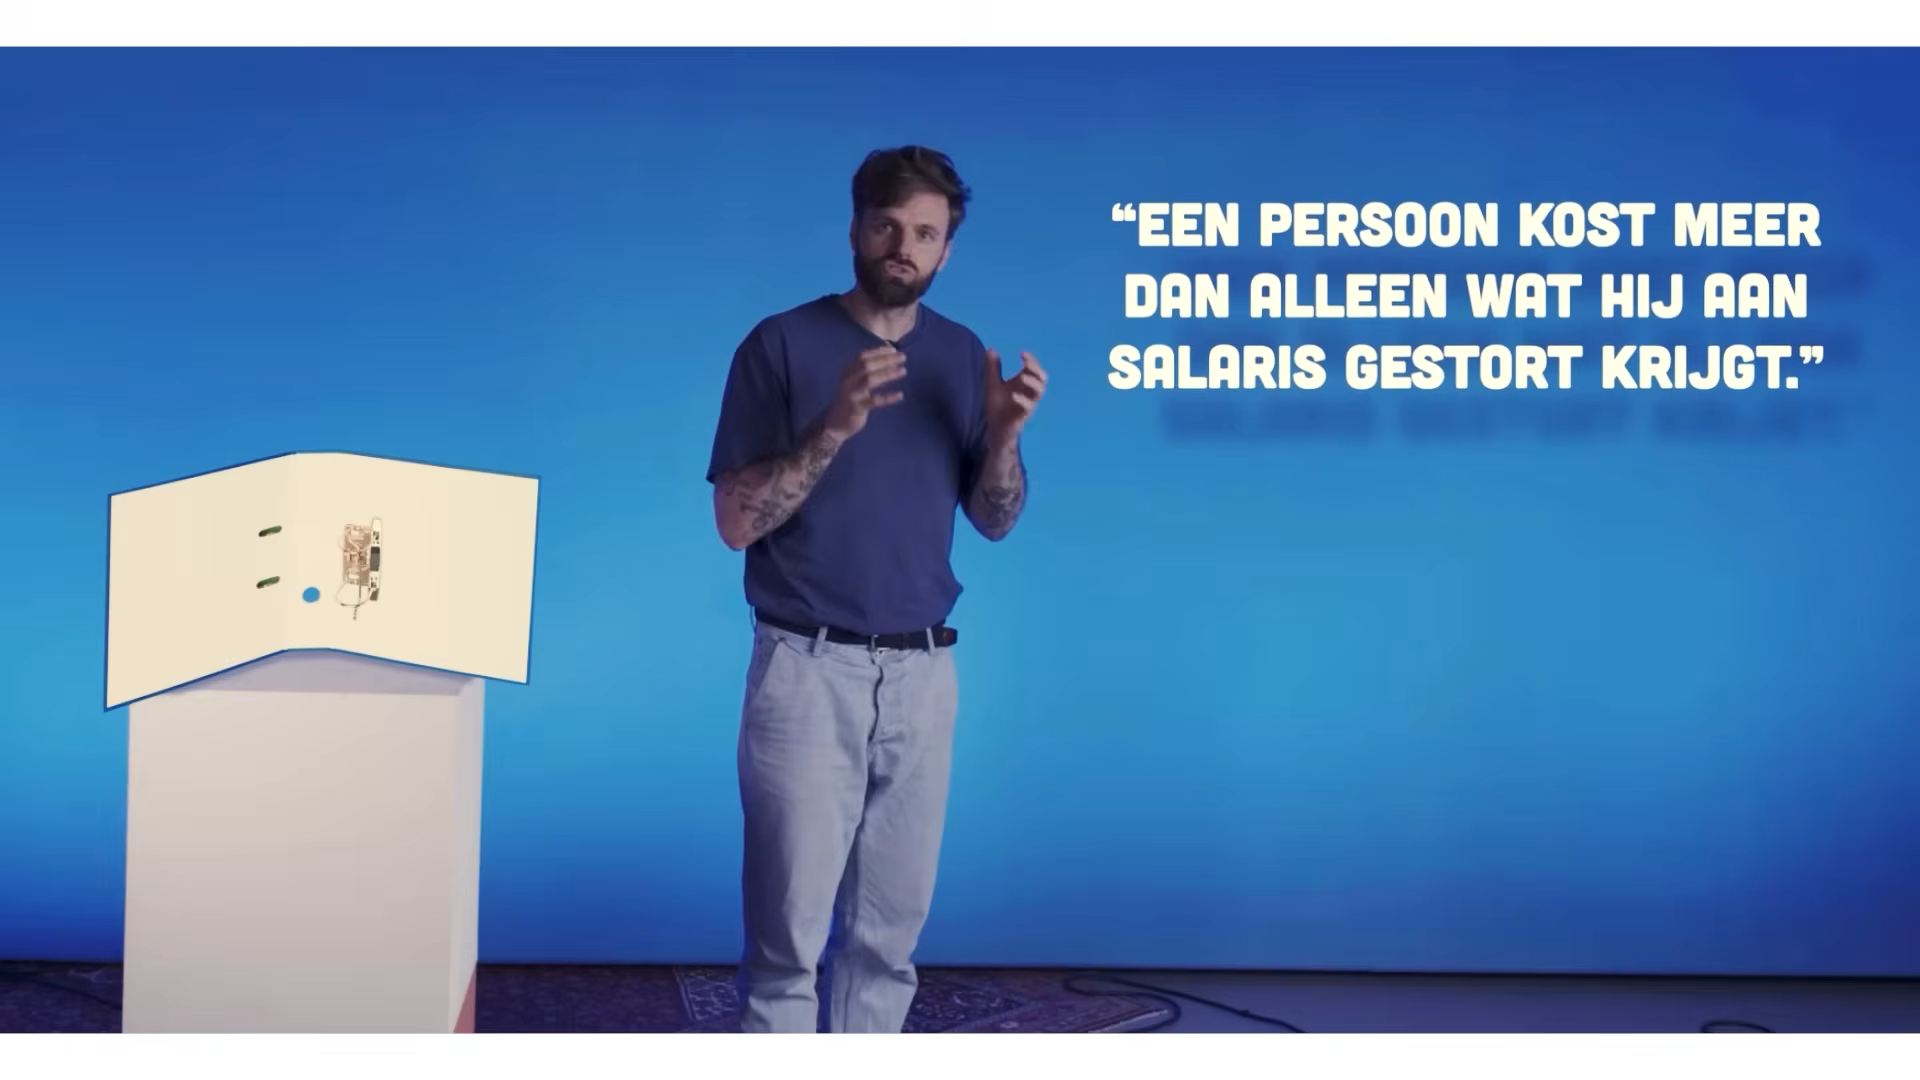 “EEN PERSOON KOST MEER
DAN ALLEEN WAT HIJ AAN
SALARIS GESTORT KRIJGT.”